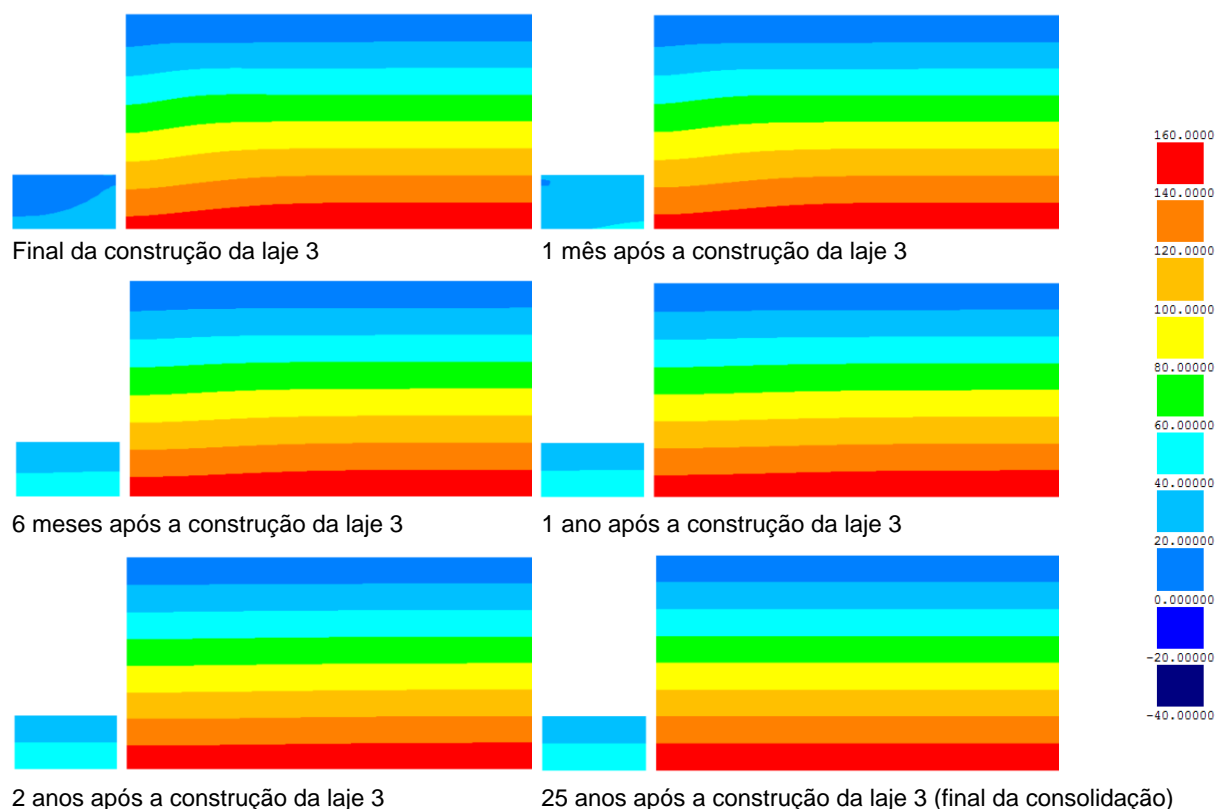 Final da construção da laje 3
1 mês após a construção da laje 3
6 meses após a construção da laje 3
1 ano após a construção da laje 3
2 anos após a construção da laje 3
25 anos após a construção da laje 3 (final da consolidação)
160.0000
140.0000
120.0000
100.0000
80.00000
60.00000
40.00000
20.00000
0.000000
-20.00000
-40.00000